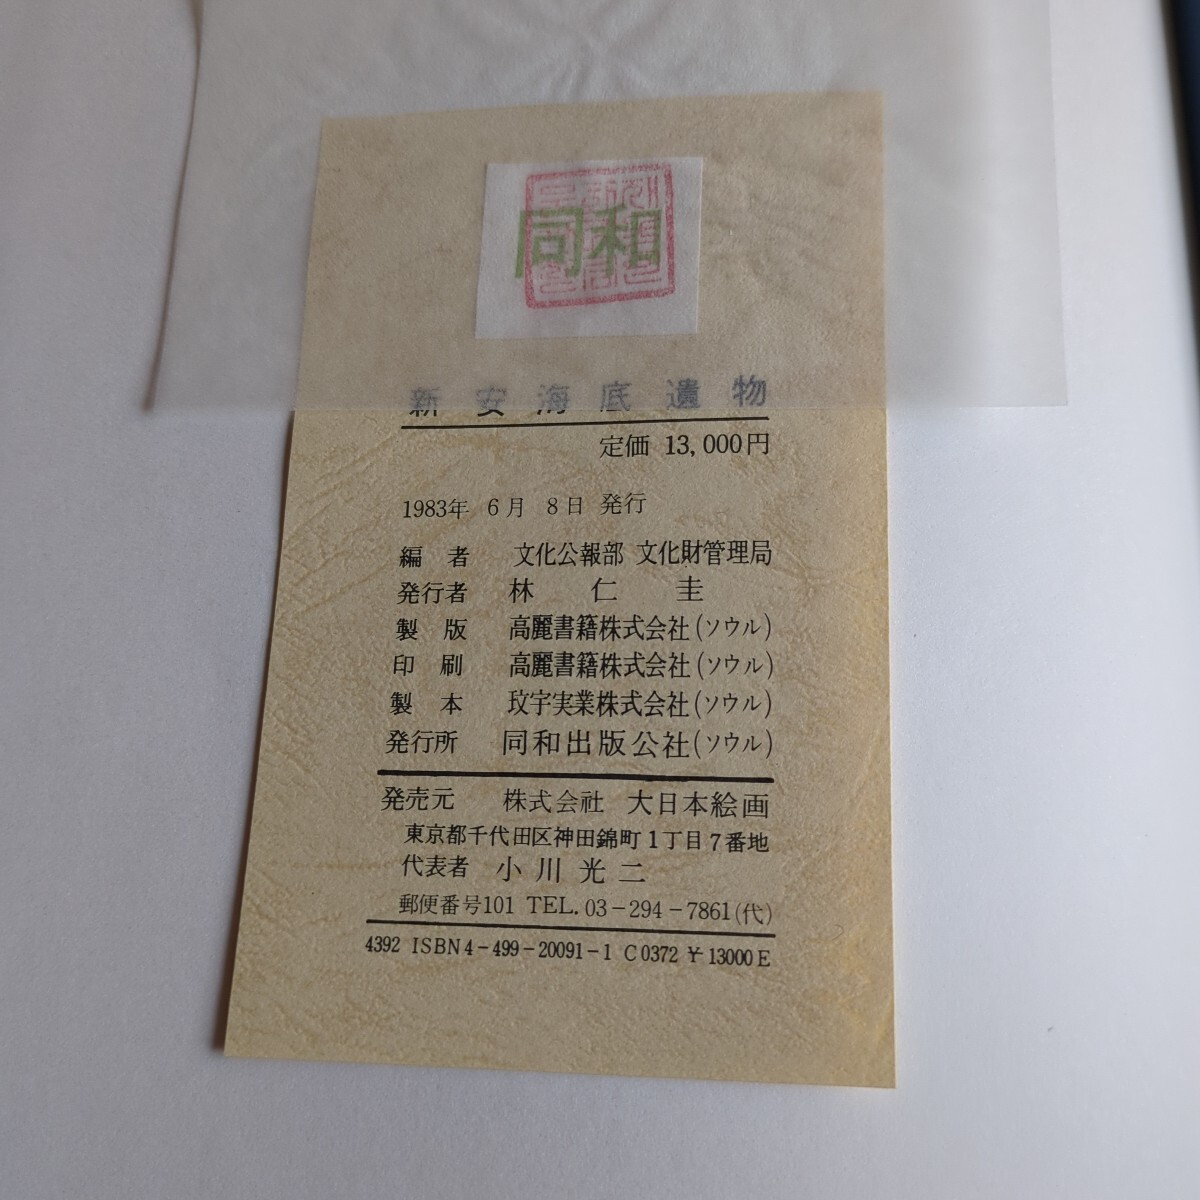 同和
新安海底遺物
定価 13,000円
1983年 6月 8日 発行
編者 文化公報部 文化財管理局
発行者 林仁圭
製版 高麗書籍株式会社(ソウル)
印刷 高麗書籍株式会社(ソウル)
製本 玟字実業株式会社(ソウル)
発行所 同和出版公社(ソウル)
発売元 株式会社 大日本絵画
東京都千代田区神田錦町1丁目7番地
代表者 小川光二
郵便番号101 TEL. 03-294-7861(代)
4392 ISBN4-499-20091-1 C0372 ¥13000E